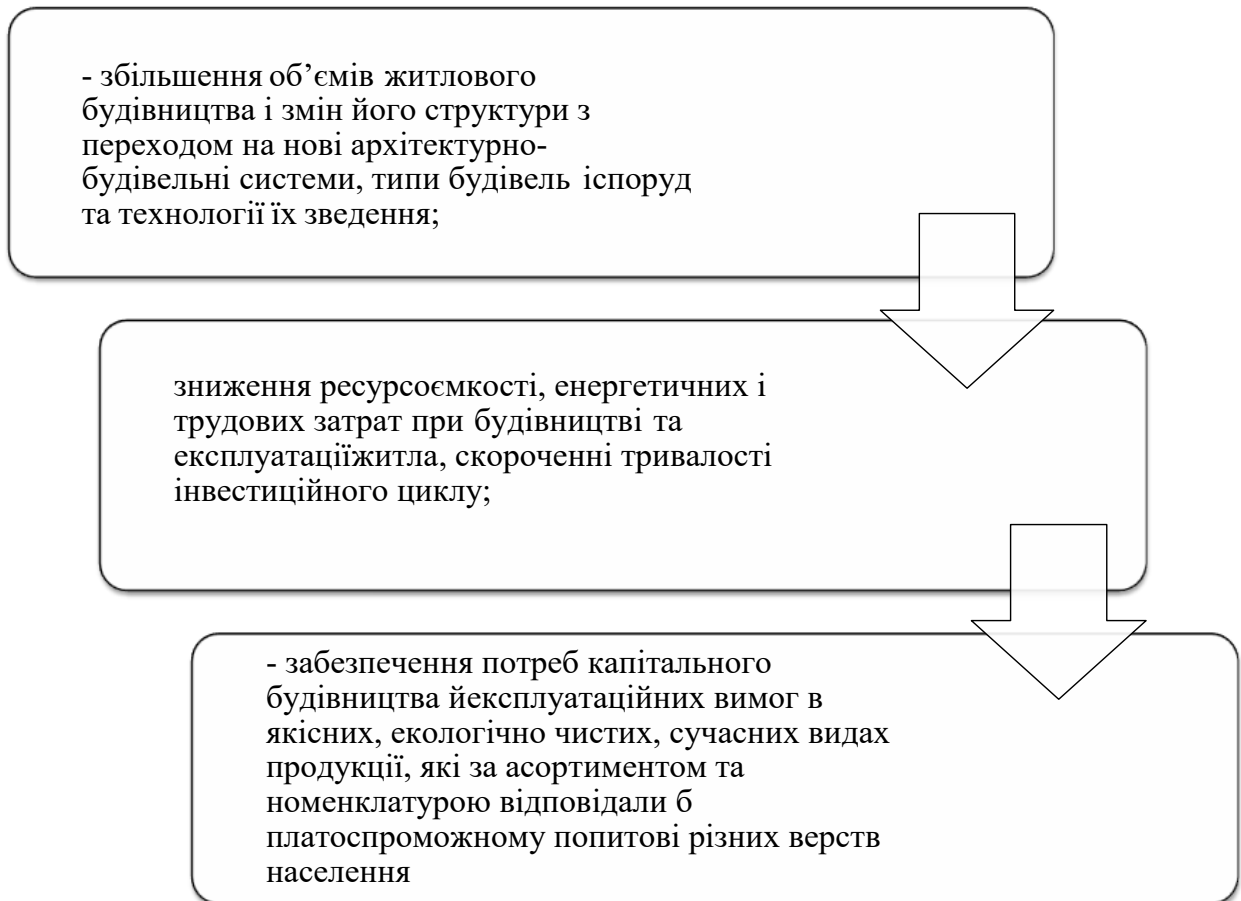 - збільшення об’ємів житлового
будівництва і змін його структури з
переходом на нові архітектурно-
будівельні системи, типи будівель іспоруд
та технології їх зведення;
зниження ресурсоємкості, енергетичних і
трудових затрат при будівництві та
експлуатаціїжитла, скороченні тривалості
інвестиційного циклу;
- забезпечення потреб капітального
будівництва йексплуатаційних вимог в
якісних, екологічно чистих, сучасних видах
продукції, які за асортиментом та
номенклатурою відповідали б
платоспроможному попитові різних верств
населення